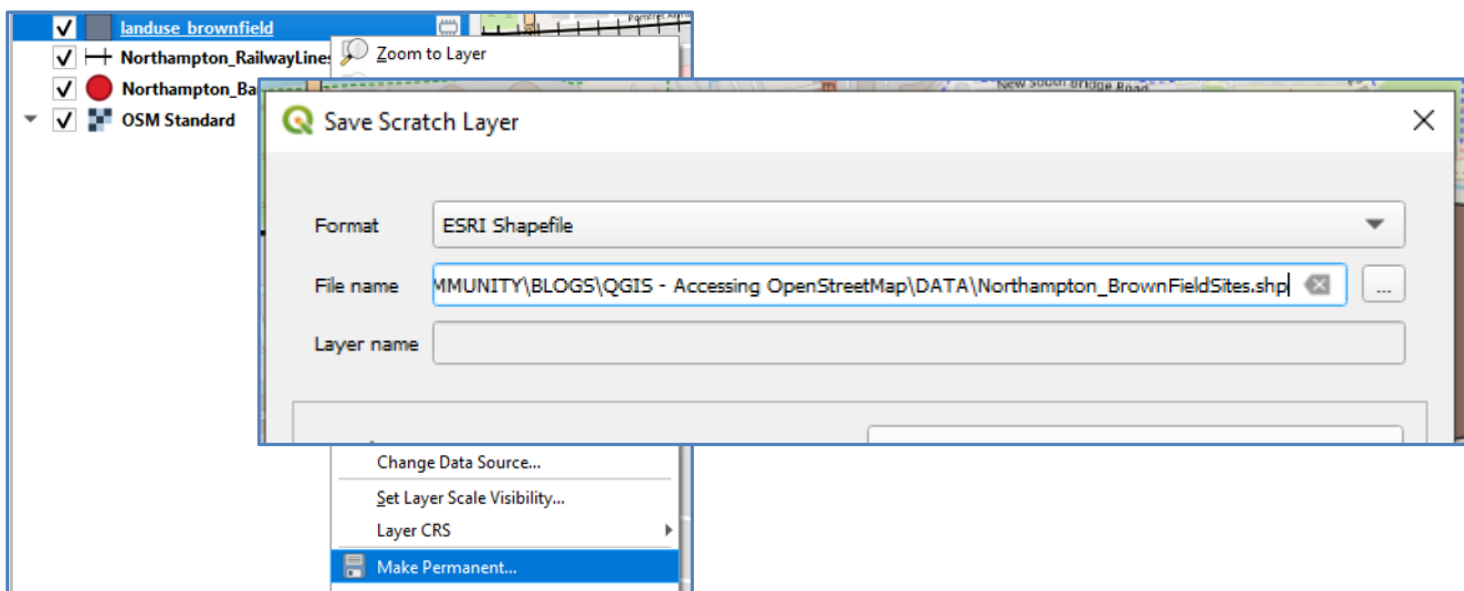 landuse_brownfield
Zoom to Layer
Northampton_RailwayLines
Northampton_Ba
OSM Standard
New South Bridge Road
Save Scratch Layer
Format
ESRI Shapefile
File name
MMUNITY\BLOGS\QGIS - Accessing OpenStreetMap\DATA\Northampton_BrownFieldSites.shp
...
Layer name
Change Data Source...
Set Layer Scale Visibility...
Layer CRS
Make Permanent...